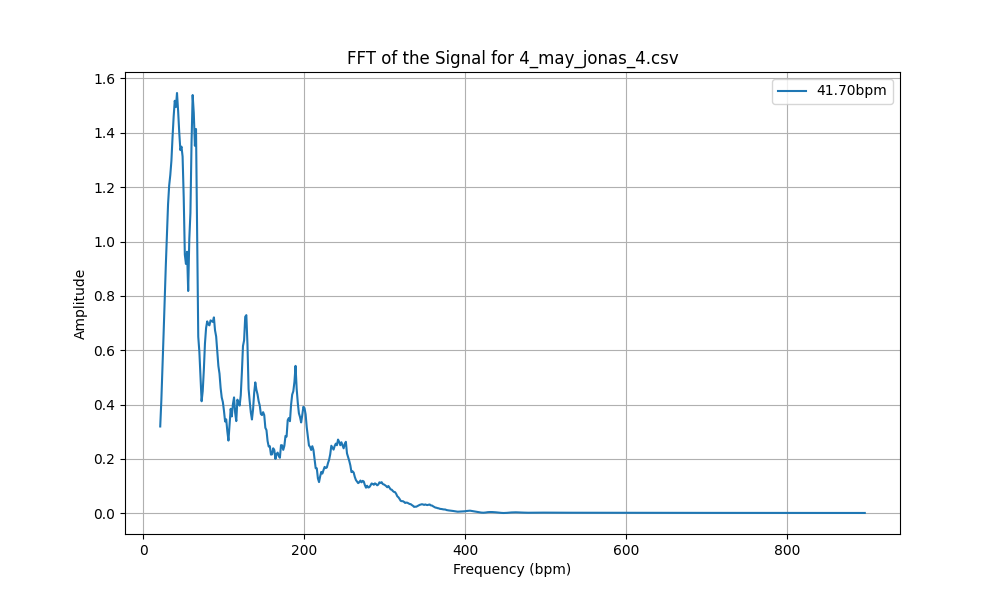 FFT of the Signal for 4_may_jonas_4.csv
41.70bpm
Amplitude
1.6
1.4
1.2
1.0
0.8
0.6
0.4
0.2
0.0
0 200 400 600 800
Frequency (bpm)